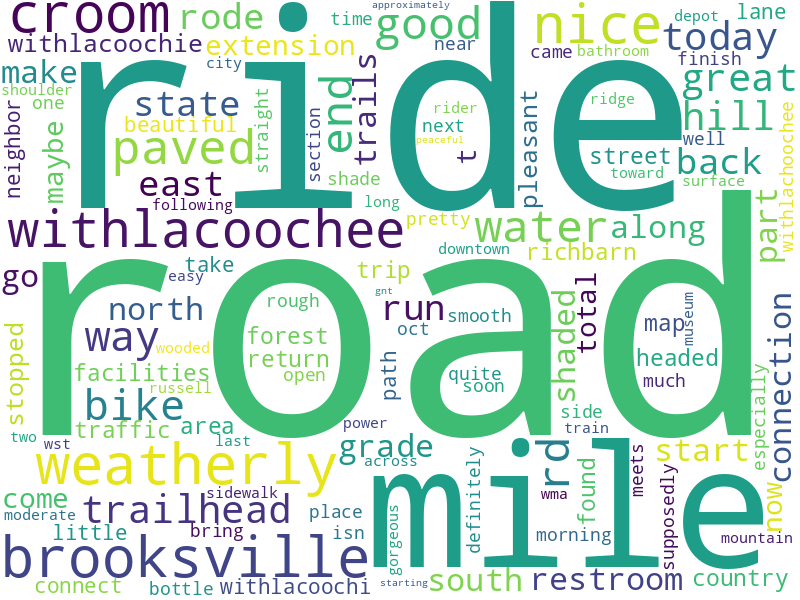 approximately
croom rode good nice time depot lane
withlacoochie extension near came bathroom today
city finish
make ride great
shoulder
one state ridge hill
neighbor maybe beautiful straight end trails section rider
paved next peaceful t pleasant street well
east shade toward back withlachoochee
following long surface
withlacoochee pretty water along part
downtown richbarn
go easy take trip
gnt
north rough run shaded total museum connection
way road oct smooth map
forest
stopped wooded return path headed
facilities open quite much
bike russell soon especially
traffic area side
two wst last power train
weatherly grade rd start
across mile
come trailhead sidewalk definitely wma found meets supposedly now
moderate place gorgeous morning mountain
little bring isn
brooksville
connect bottle withlacoochi starting south restroom country